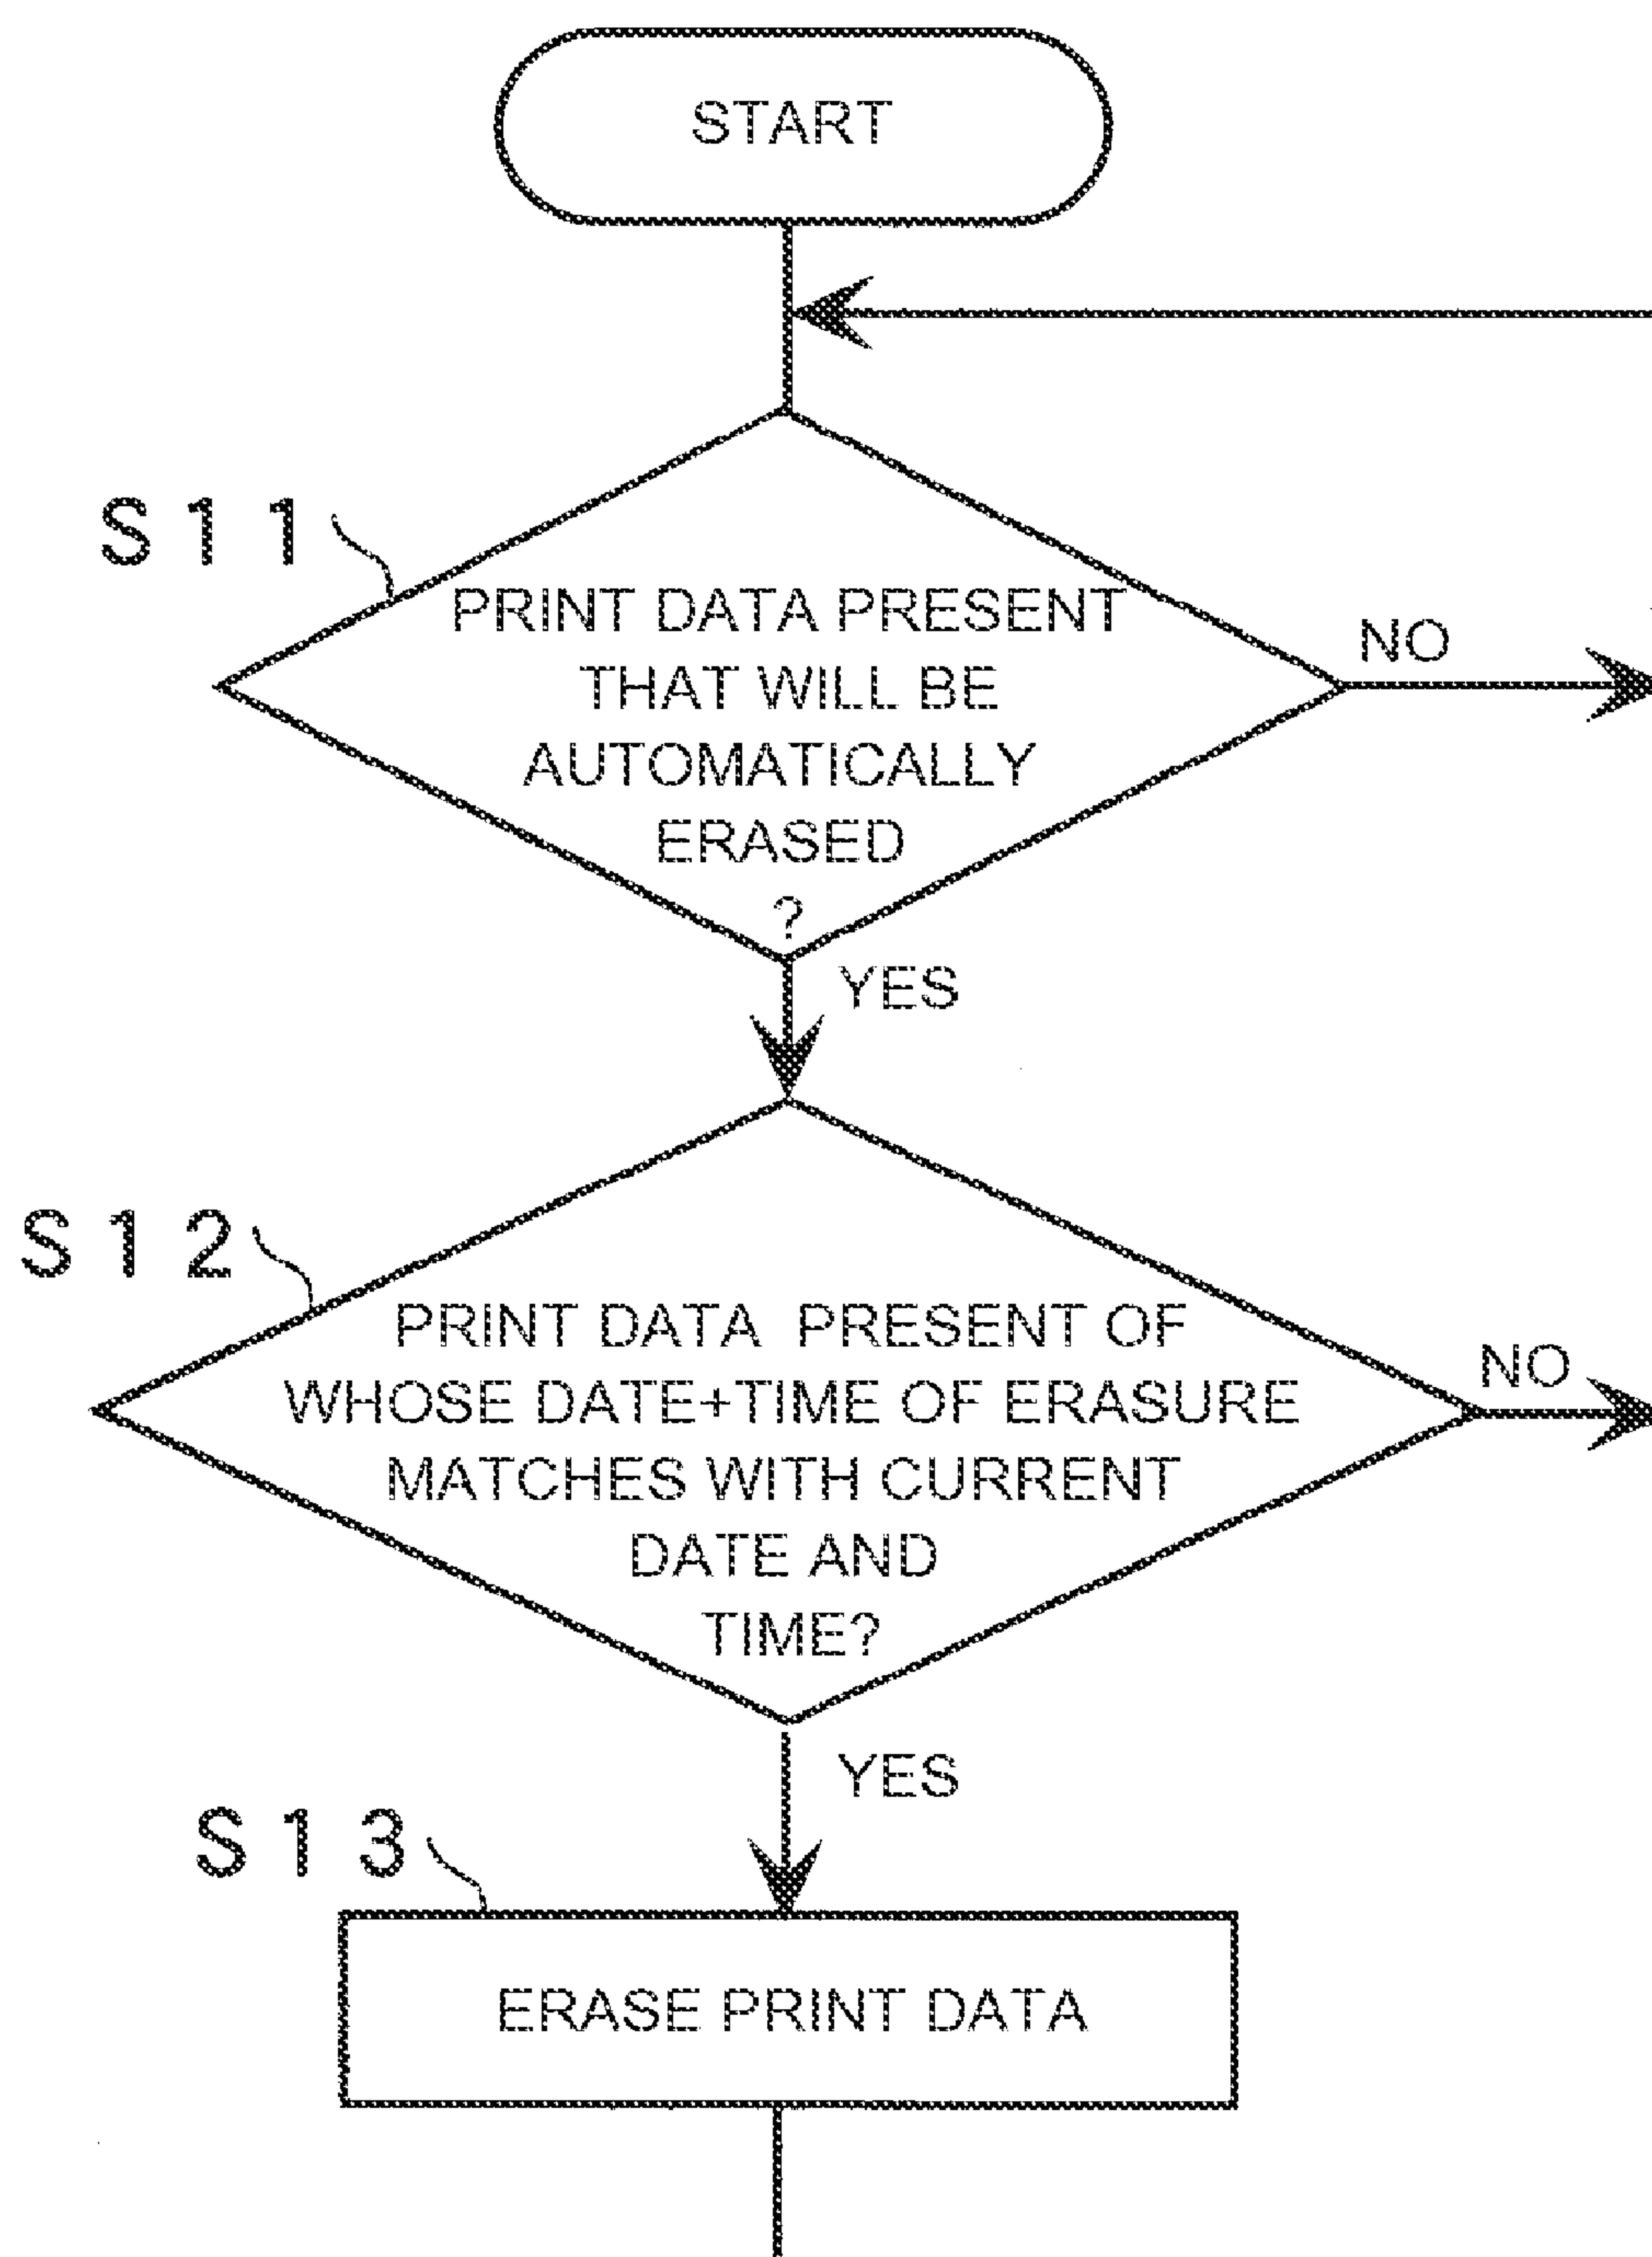 START
S11
PRINT DATA PRESENT
THAT WILL BE
AUTOMATICALLY
ERASED
?
NO
YES
S12
PRINT DATA PRESENT OF
WHOSE DATE+TIME OF ERASURE
MATCHES WITH CURRENT
DATE AND
TIME?
NO
YES
S13
ERASE PRINT DATA